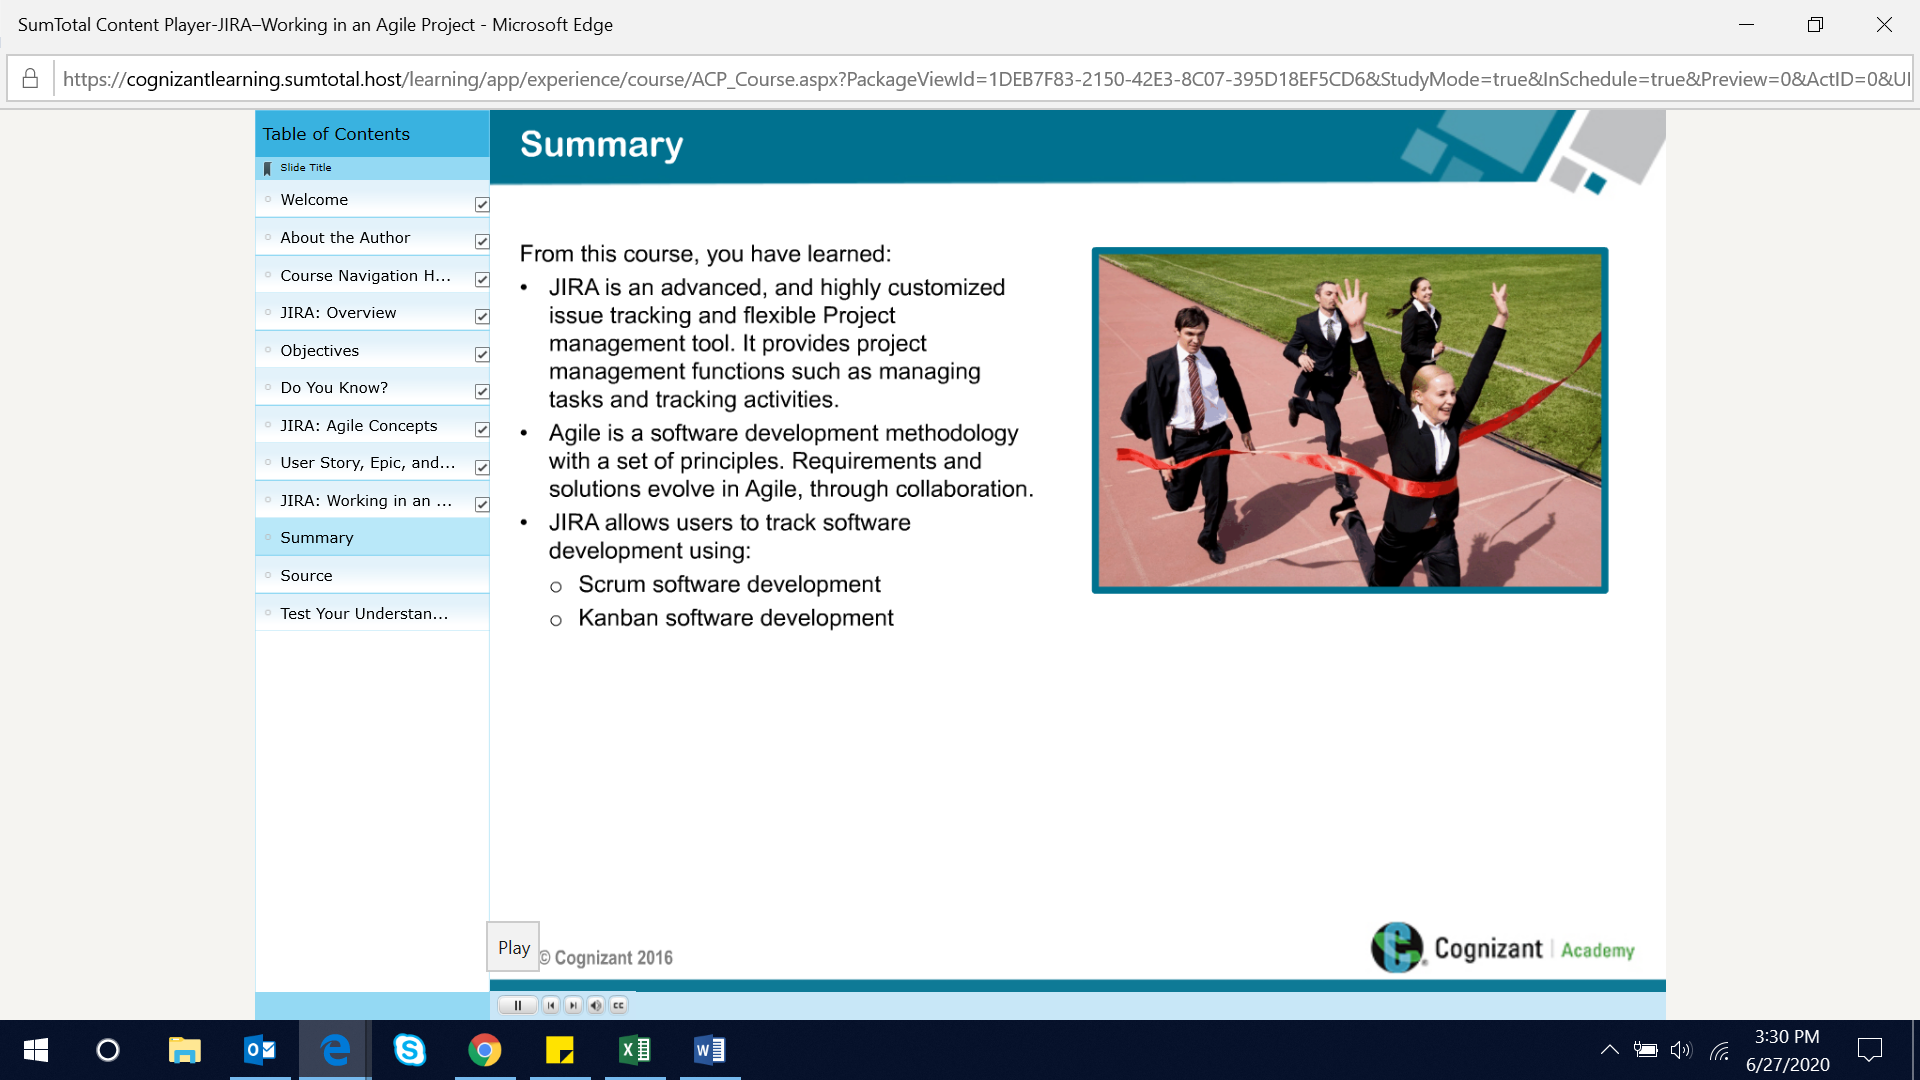 SumTotal Content Player-JIRA–Working in an Agile Project - Microsoft Edge
https://cognizantlearning.sumtotal.host/learning/app/experience/course/ACP_Course.aspx?PackageViewId=1DEB7F83-2150-42E3-8C07-395D18EF5CD6&StudyMode=true&InSchedule=true&Preview=0&ActID=0&UI
Table of Contents
Slide Title
Welcome
About the Author
Course Navigation H...
JIRA: Overview
Objectives
Do You Know?
JIRA: Agile Concepts
User Story, Epic, and...
JIRA: Working in an ...
Summary
Source
Test Your Understan...
Summary
From this course, you have learned:
• JIRA is an advanced, and highly customized
issue tracking and flexible Project
management tool. It provides project
management functions such as managing
tasks and tracking activities.
• Agile is a software development methodology
with a set of principles. Requirements and
solutions evolve in Agile, through collaboration.
• JIRA allows users to track software
development using:
o Scrum software development
o Kanban software development
Play
© Cognizant 2016
Cognizant | Academy
CC
3:30 PM
6/27/2020